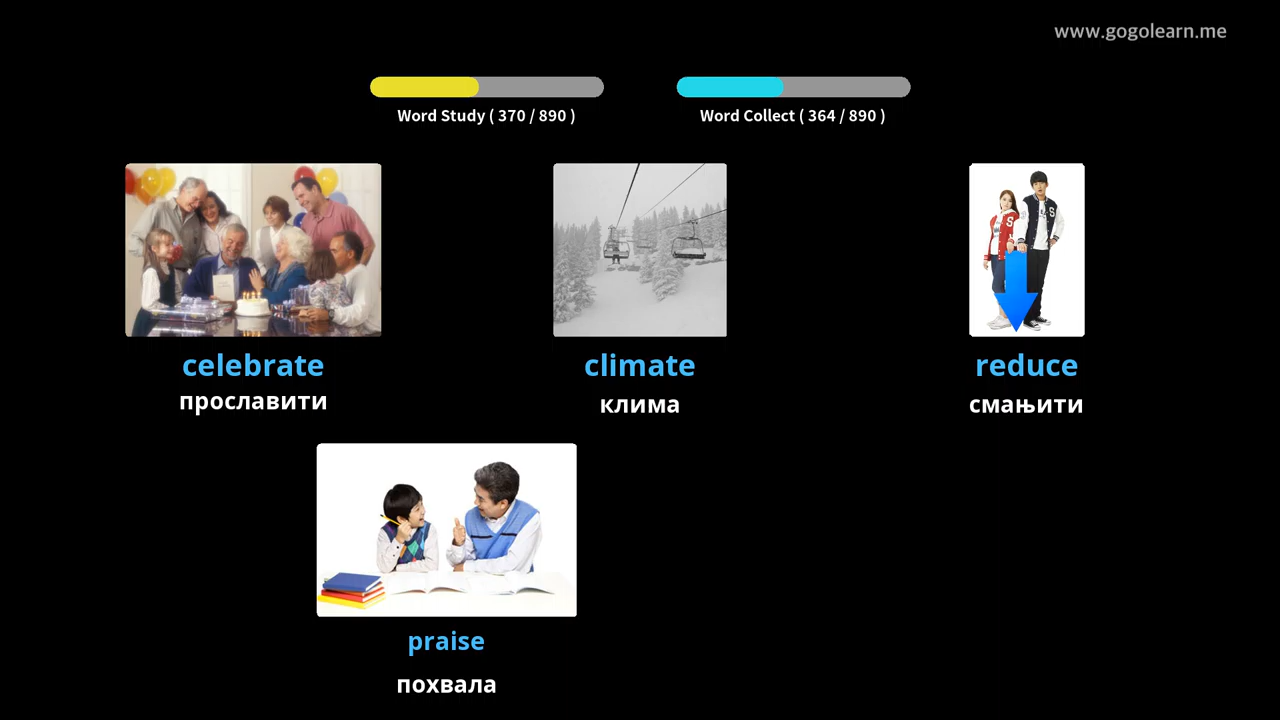 www.gogolearn.me
Word Study ( 370 / 890 )
Word Collect ( 364 / 890 )
celebrate
прославити
climate
клима
reduce
смањити
praise
похвала